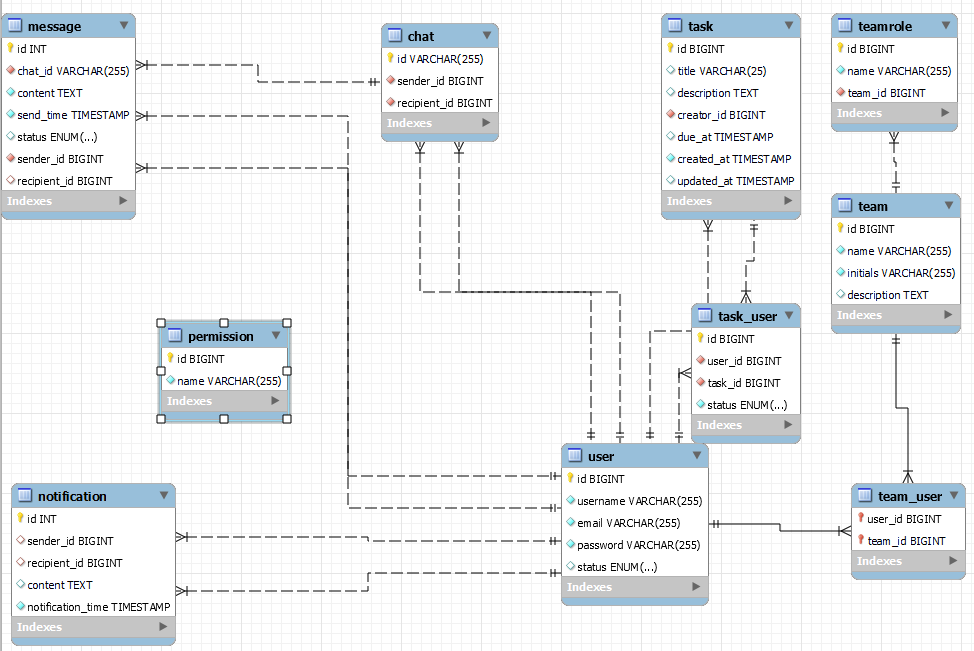 message
id INT
chat_id VARCHAR(255)
content TEXT
send_time TIMESTAMP
status ENUM(...)
sender_id BIGINT
recipient_id BIGINT
Indexes
chat
id VARCHAR(255)
sender_id BIGINT
recipient_id BIGINT
Indexes
task
id BIGINT
title VARCHAR(25)
description TEXT
creator_id BIGINT
due_at TIMESTAMP
created_at TIMESTAMP
updated_at TIMESTAMP
Indexes
teamrole
id BIGINT
name VARCHAR(255)
team_id BIGINT
Indexes
team
id BIGINT
name VARCHAR(255)
initials VARCHAR(255)
description TEXT
Indexes
permission
id BIGINT
name VARCHAR(255)
Indexes
task_user
id BIGINT
user_id BIGINT
task_id BIGINT
status ENUM(...)
Indexes
user
id BIGINT
username VARCHAR(255)
email VARCHAR(255)
password VARCHAR(255)
status ENUM(...)
Indexes
notification
id INT
sender_id BIGINT
recipient_id BIGINT
content TEXT
notification_time TIMESTAMP
Indexes
team_user
user_id BIGINT
team_id BIGINT
Indexes